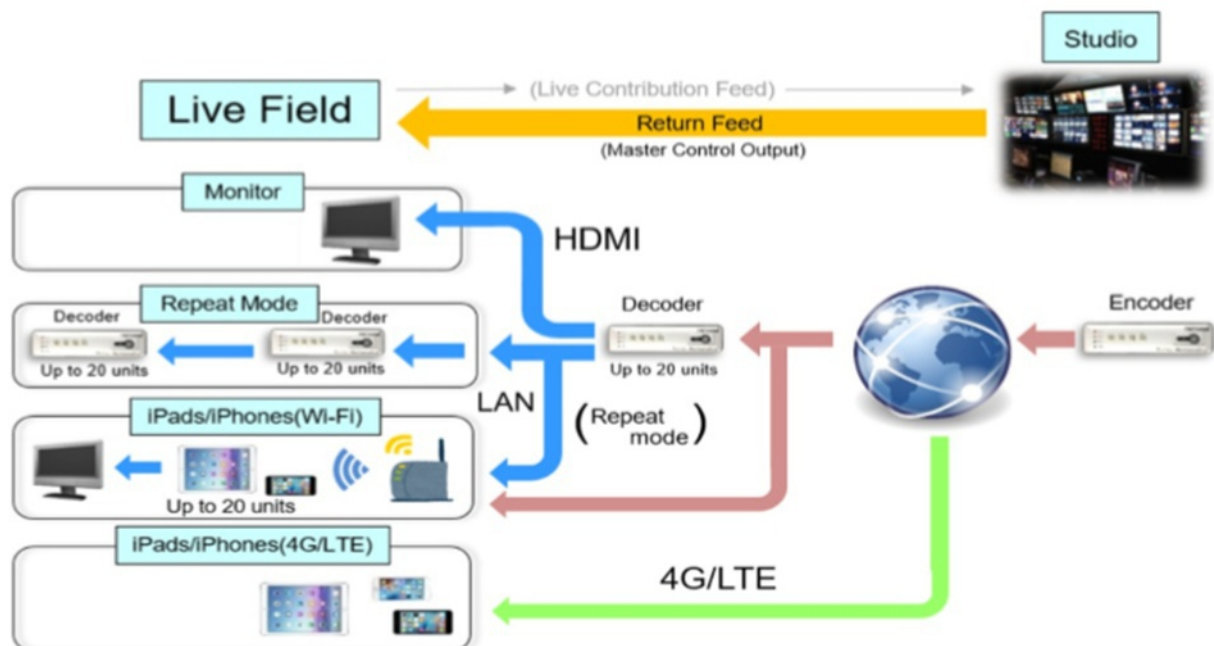 Studio
(Live Contribution Feed)
Live Field
Return Feed
(Master Control Output)
Monitor
HDMI
Repeat Mode
Decoder
Decoder
Decoder
Encoder
Up to 20 units
Up to 20 units
Up to 20 units
LAN
(Repeat
mode)
iPads/iPhones(Wi-Fi)
Up to 20 units
iPads/iPhones(4G/LTE)
4G/LTE